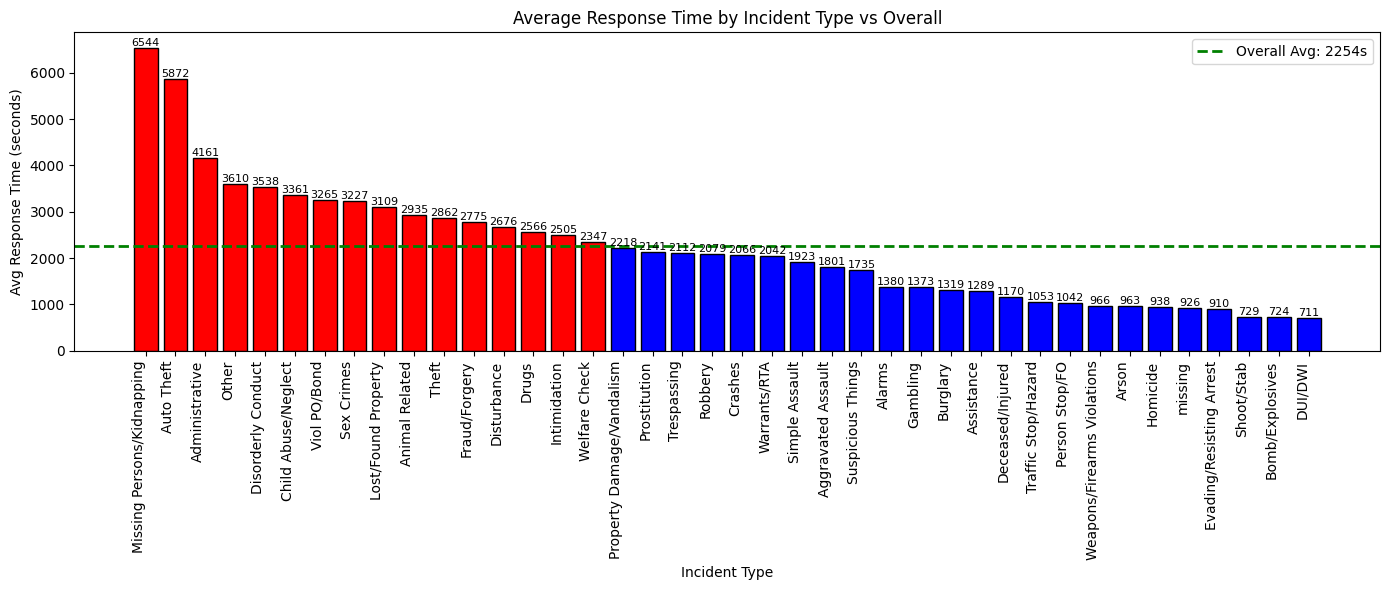 Average Response Time by Incident Type vs Overall
Overall Avg: 2254s
Avg Response Time (seconds)
6000
5000
4000
3000
2000
1000
0
6544
5872
4161
3610
3538
3361
3265
3227
3109
2935
2862
2775
2676
2566
2505
2347
2218
2141
2112
2079
2066
2042
1923
1801
1735
1380
1373
1319
1289
1170
1053
1042
966
963
938
926
910
729
724
711
Missing Persons/Kidnapping
Auto Theft
Administrative
Other
Disorderly Conduct
Child Abuse/Neglect
Viol PO/Bond
Sex Crimes
Lost/Found Property
Animal Related
Theft
Fraud/Forgery
Disturbance
Drugs
Intimidation
Welfare Check
Property Damage/Vandalism
Prostitution
Trespassing
Robbery
Crashes
Warrants/RTA
Simple Assault
Aggravated Assault
Suspicious Things
Alarms
Gambling
Burglary
Assistance
Deceased/Injured
Traffic Stop/Hazard
Person Stop/FO
Weapons/Firearms Violations
Arson
Homicide
missing
Evading/Resisting Arrest
Shoot/Stab
Bomb/Explosives
DUI/DWI
Incident Type